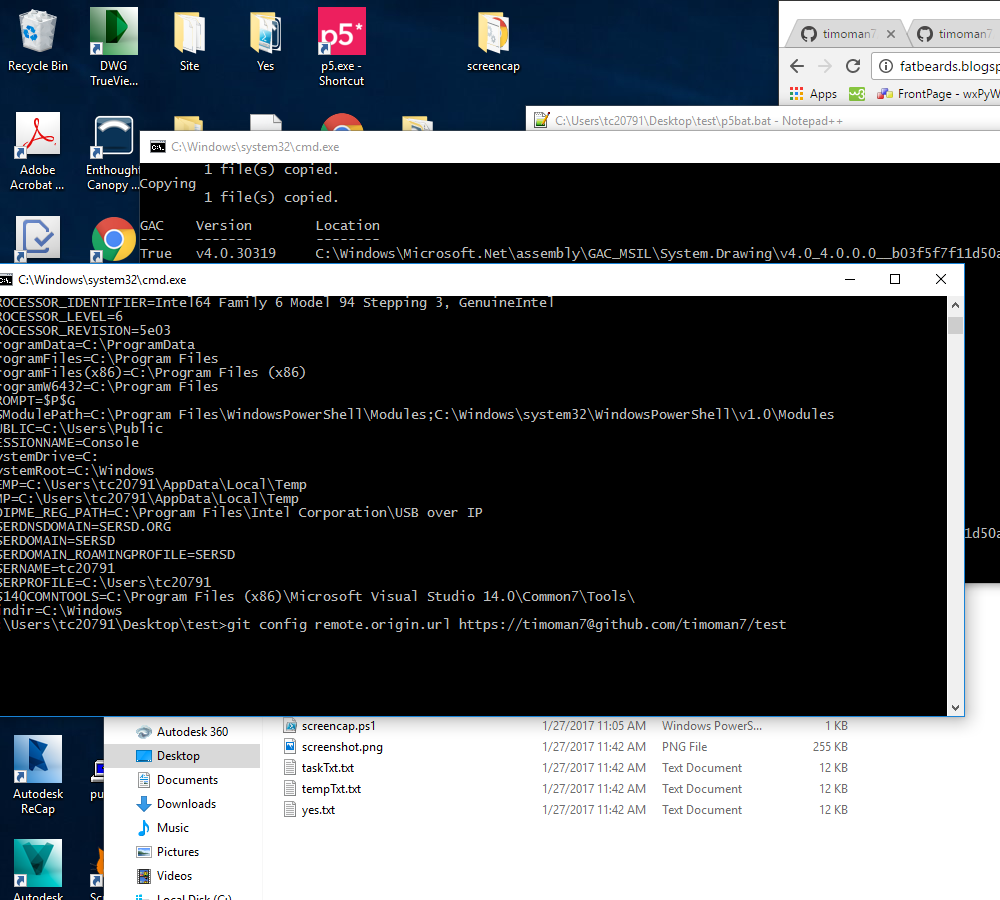 Recycle Bin
DWG
TrueVie...
Site
Yes
p5*
p5.exe -
Shortcut
screencap
timoman7
timoman7
fatbeards.blogsp
Apps
w3
FrontPage - wxPyW
Adobe
Acrobat ...
Enthought
Canopy ...
C:\Users\tc20791\Desktop\test\p5bat.bat - Notepad++
C:\Windows\system32\cmd.exe
1 file(s) copied.
Copying
1 file(s) copied.
GAC Version Location
--- ------- --------
True v4.0.30319 C:\Windows\Microsoft.Net\assembly\GAC_MSIL\System.Drawing\v4.0_4.0.0.0__b03f5f7f11d50a
1d50a
C:\Windows\system32\cmd.exe
ROCESSOR_IDENTIFIER=Intel64 Family 6 Model 94 Stepping 3, GenuineIntel
ROCESSOR_LEVEL=6
ROCESSOR_REVISION=5e03
rogramData=C:\ProgramData
rogramFiles=C:\Program Files
rogramFiles(x86)=C:\Program Files (x86)
rogramW6432=C:\Program Files
ROMPT=$P$G
SModulePath=C:\Program Files\WindowsPowerShell\Modules;C:\Windows\system32\WindowsPowerShell\v1.0\Modules
UBLIC=C:\Users\Public
ESSIONNAME=Console
ystemDrive=C:
ystemRoot=C:\Windows
EMP=C:\Users\tc20791\AppData\Local\Temp
MP=C:\Users\tc20791\AppData\Local\Temp
OIPME_REG_PATH=C:\Program Files\Intel Corporation\USB over IP
SERDNSDOMAIN=SERSD.ORG
SERDOMAIN=SERSD
SERDOMAIN_ROAMINGPROFILE=SERSD
SERNAME=tc20791
SERPROFILE=C:\Users\tc20791
S140COMNTOOLS=C:\Program Files (x86)\Microsoft Visual Studio 14.0\Common7\Tools\
indir=C:\Windows
:\Users\tc20791\Desktop\test>git config remote.origin.url https://timoman7@github.com/timoman7/test
Autodesk
ReCap
pu
Autodesk
Sc
Autodesk 360
Desktop
Documents
Downloads
Music
Pictures
Videos
Local Disk (C:)
screencap.ps1 1/27/2017 11:05 AM Windows PowerS... 1 KB
screenshot.png 1/27/2017 11:42 AM PNG File 255 KB
taskTxt.txt 1/27/2017 11:42 AM Text Document 12 KB
tempTxt.txt 1/27/2017 11:42 AM Text Document 12 KB
yes.txt 1/27/2017 11:42 AM Text Document 12 KB